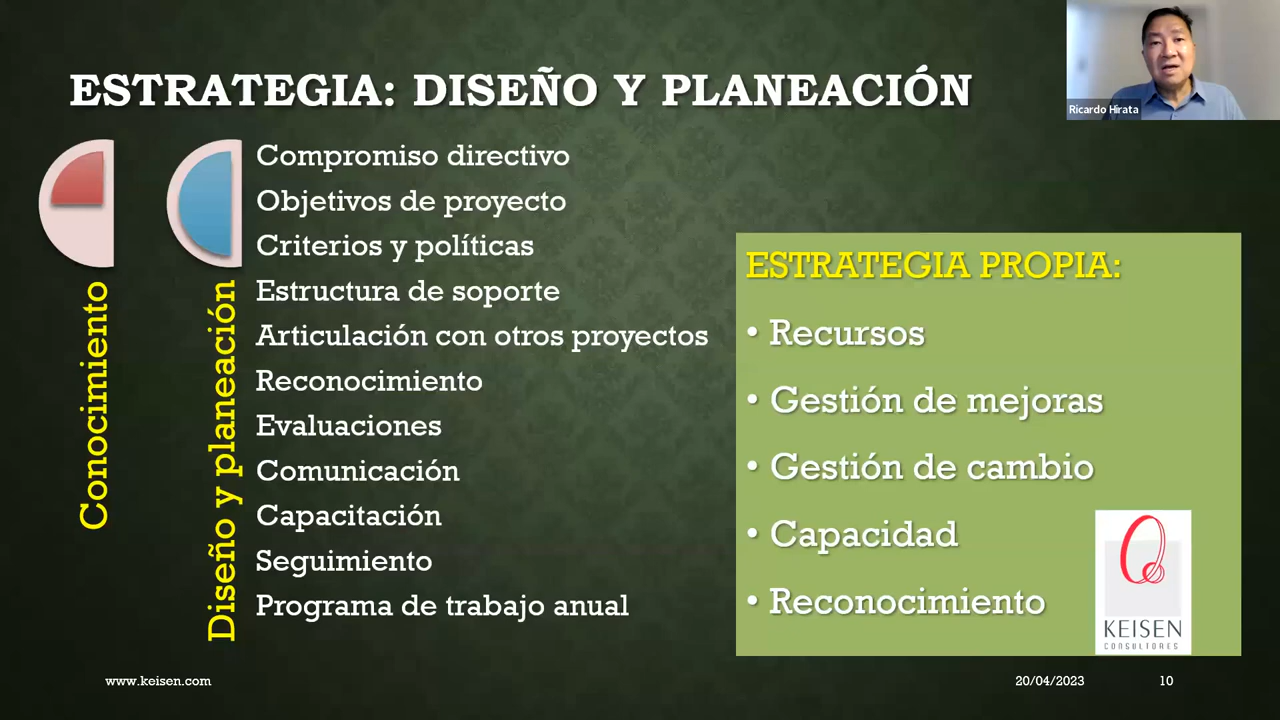 ESTRATEGIA: DISEÑO Y PLANEACIÓN
Ricardo Hirata
Conocimiento
Diseño y planeación
Compromiso directivo
Objetivos de proyecto
Criterios y políticas
Estructura de soporte
Articulación con otros proyectos
Reconocimiento
Evaluaciones
Comunicación
Capacitación
Seguimiento
Programa de trabajo anual
ESTRATEGIA PROPIA:
• Recursos
• Gestión de mejoras
• Gestión de cambio
• Capacidad
• Reconocimiento
KEISEN
CONSULTORES
www.keisen.com
20/04/2023
10